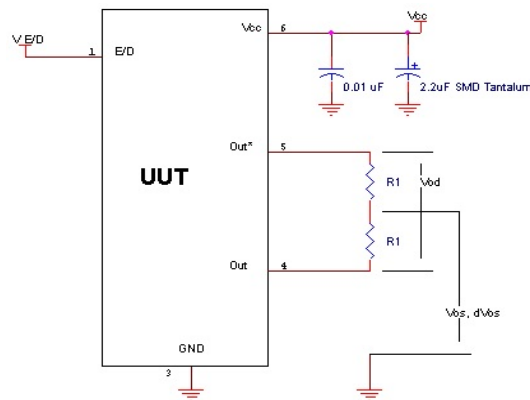 Vcc
Vcc 6
V E/D
1 E/D
0.01 uF 2.2uF SMD Tantalum
Out* 5
UUT
R1 Vod
R1
Out 4
Vos, dVos
GND
3